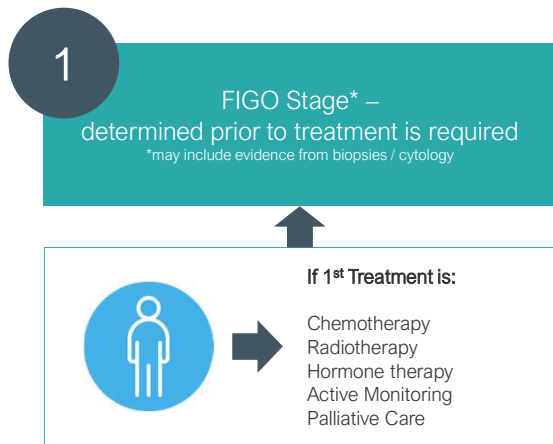 1
FIGO Stage* –
determined prior to treatment is required
*may include evidence from biopsies / cytology
If 1st Treatment is:
Chemotherapy
Radiotherapy
Hormone therapy
Active Monitoring
Palliative Care